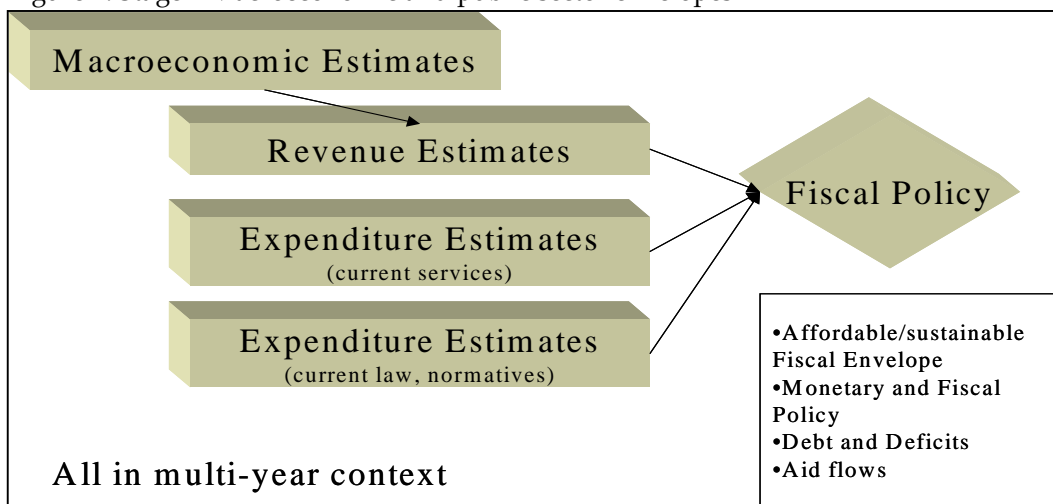 Macroeconomic Estimates
Revenue Estimates
Expenditure Estimates
(current services)
Expenditure Estimates
(current law, normatives)
Fiscal Policy
•Affordable/sustainable
Fiscal Envelope
•Monetary and Fiscal
Policy
•Debt and Deficits
•Aid flows
All in multi-year context